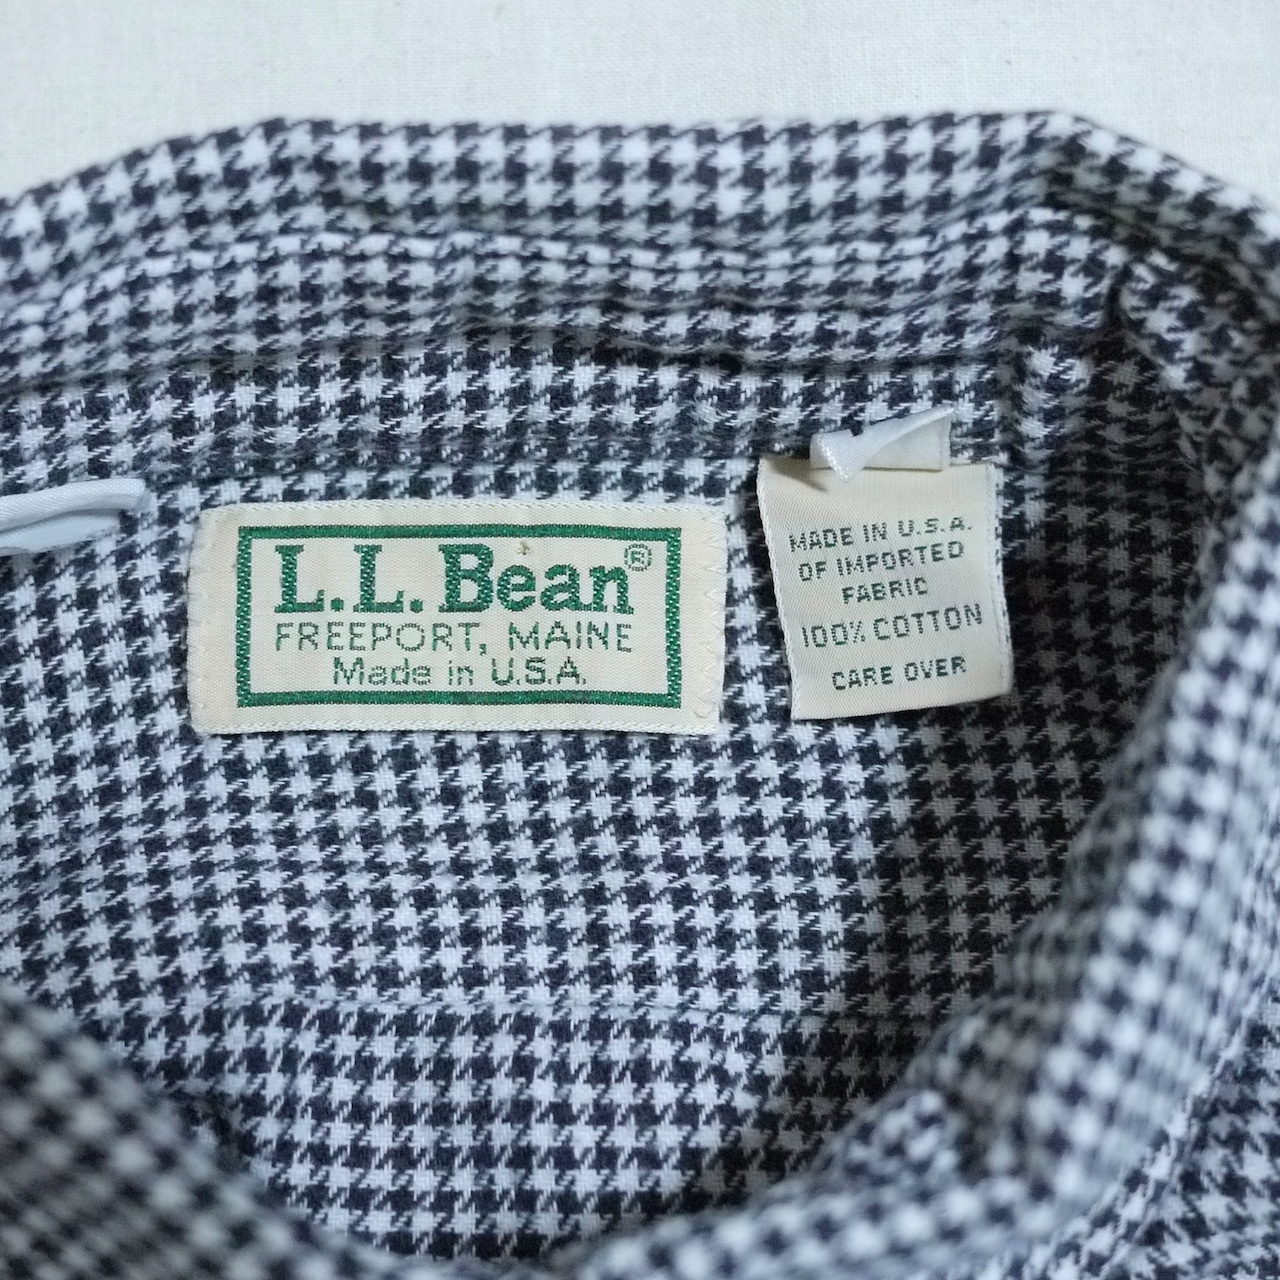 L.L.Bean®
FREEPORT, MAINE
Made in U.S.A.
MADE IN U.S.A.
OF IMPORTED
FABRIC
100% COTTON
CARE OVER